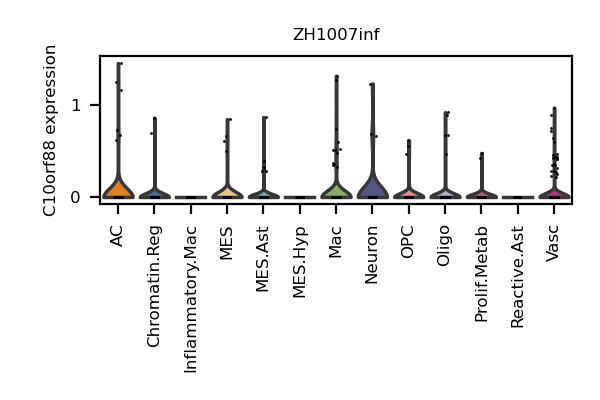 ZH1007inf
C10orf88 expression
1
0
AC
Chromatin.Reg
Inflammatory.Mac
MES
MES.Ast
MES.Hyp
Mac
Neuron
OPC
Oligo
Prolif.Metab
Reactive.Ast
Vasc